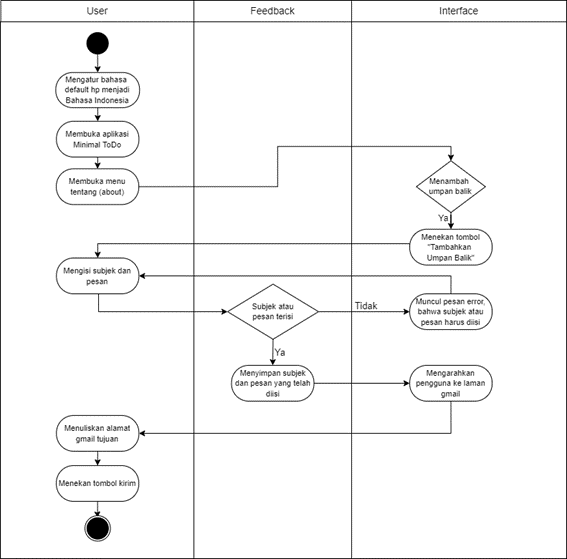 User
Feedback
Interface
Mengatur bahasa
default hp menjadi
Bahasa Indonesia
Membuka aplikasi
Minimal ToDo
Membuka menu
tentang (about)
Menambah
umpan balik
Ya
Menekan tombol
"Tambahkan
Umpan Balik"
Mengisi subjek dan
pesan
Subjek atau
pesan terisi
Tidak
Muncul pesan error,
bahwa subjek atau
pesan harus diisi
Ya
Menyimpan subjek
dan pesan yang telah
diisi
Mengarahkan
pengguna ke laman
gmail
Menuliskan alamat
gmail tujuan
Menekan tombol kirim